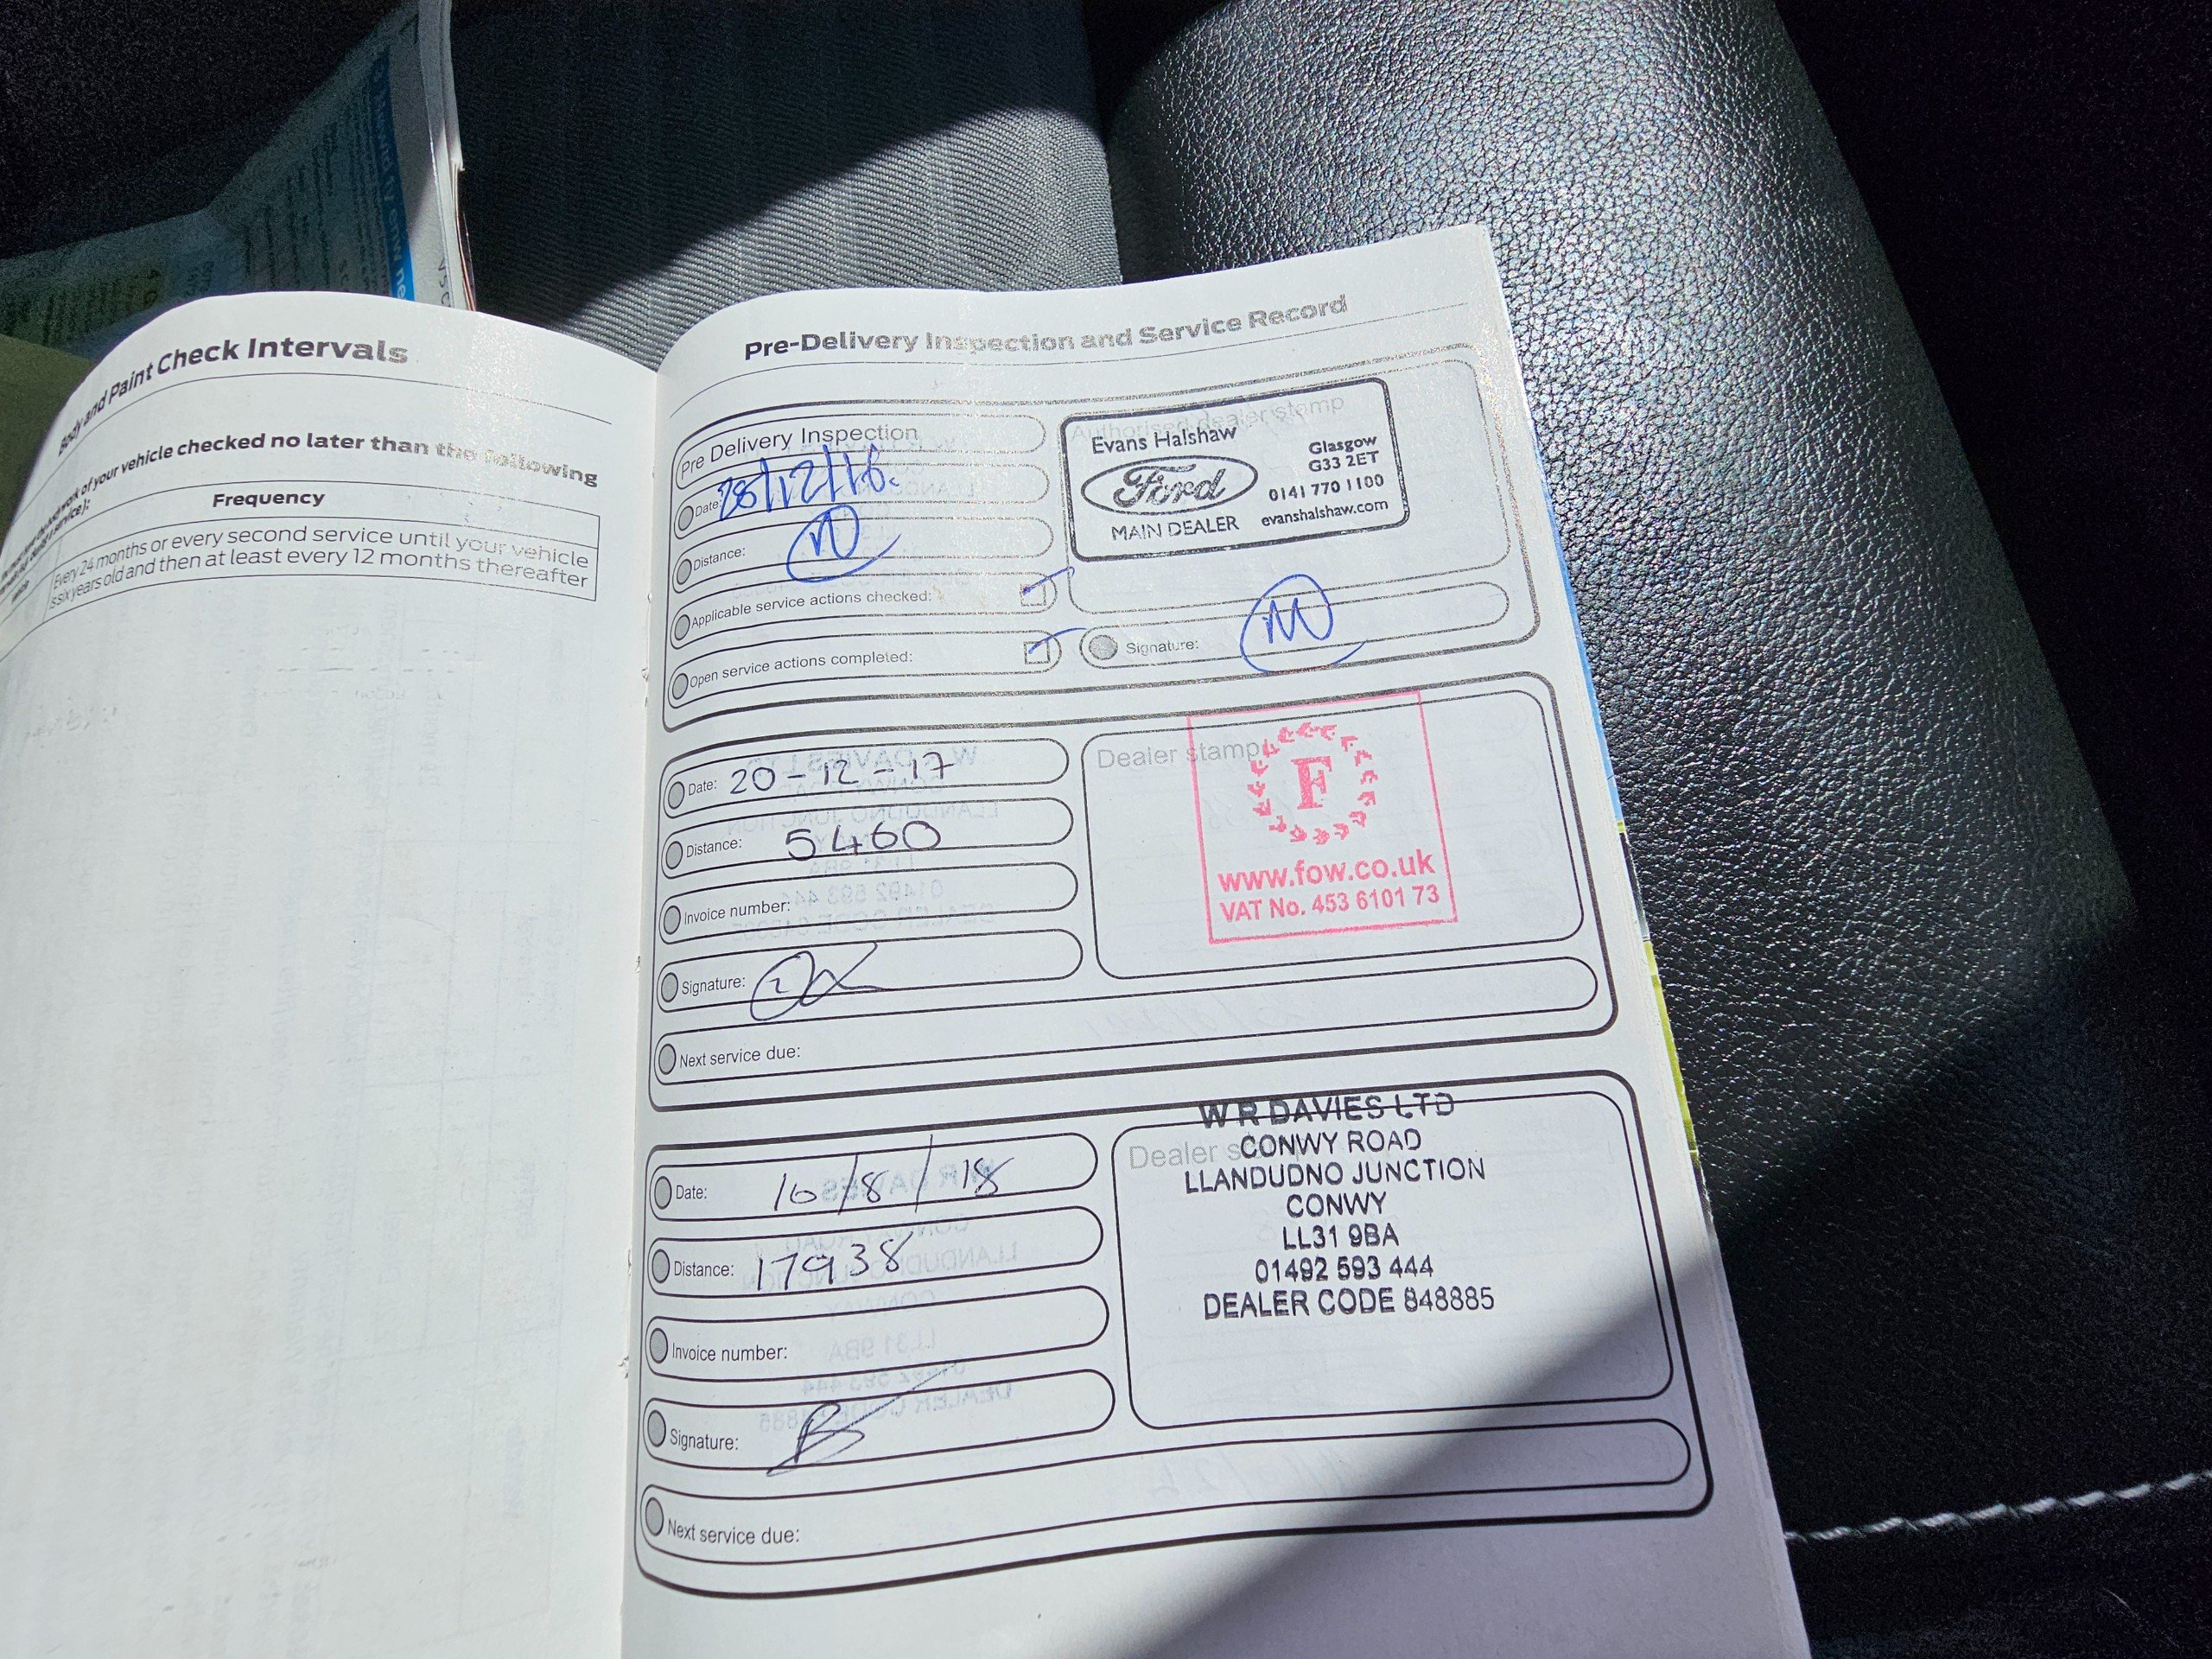 Body and Paint Check Intervals
your vehicle checked no later than the following
Frequency
Every 24 months or every second service until your vehicle
is six years old and then at least every 12 months thereafter
Pre-Delivery Inspection and Service Record
Pre Delivery Inspection
Date: 28/12/16.
Distance:
Applicable service actions checked:
Open service actions completed:
Authorised dealer stamp
Evans Halshaw
Ford
MAIN DEALER
Glasgow
G33 2ET
0141 770 1100
evanshalshaw.com
Signature:
Date: 20-12-17
Distance: 5460
Invoice number:
Signature:
Next service due:
Dealer stamp
F
www.fow.co.uk
VAT No. 453 6101 73
Date: 16/8/18
Distance: 17938
Invoice number:
Signature:
Next service due:
Dealer
W R DAVIES LTD
CONWY ROAD
LLANDUDNO JUNCTION
CONWY
LL31 9BA
01492 593 444
DEALER CODE 848885